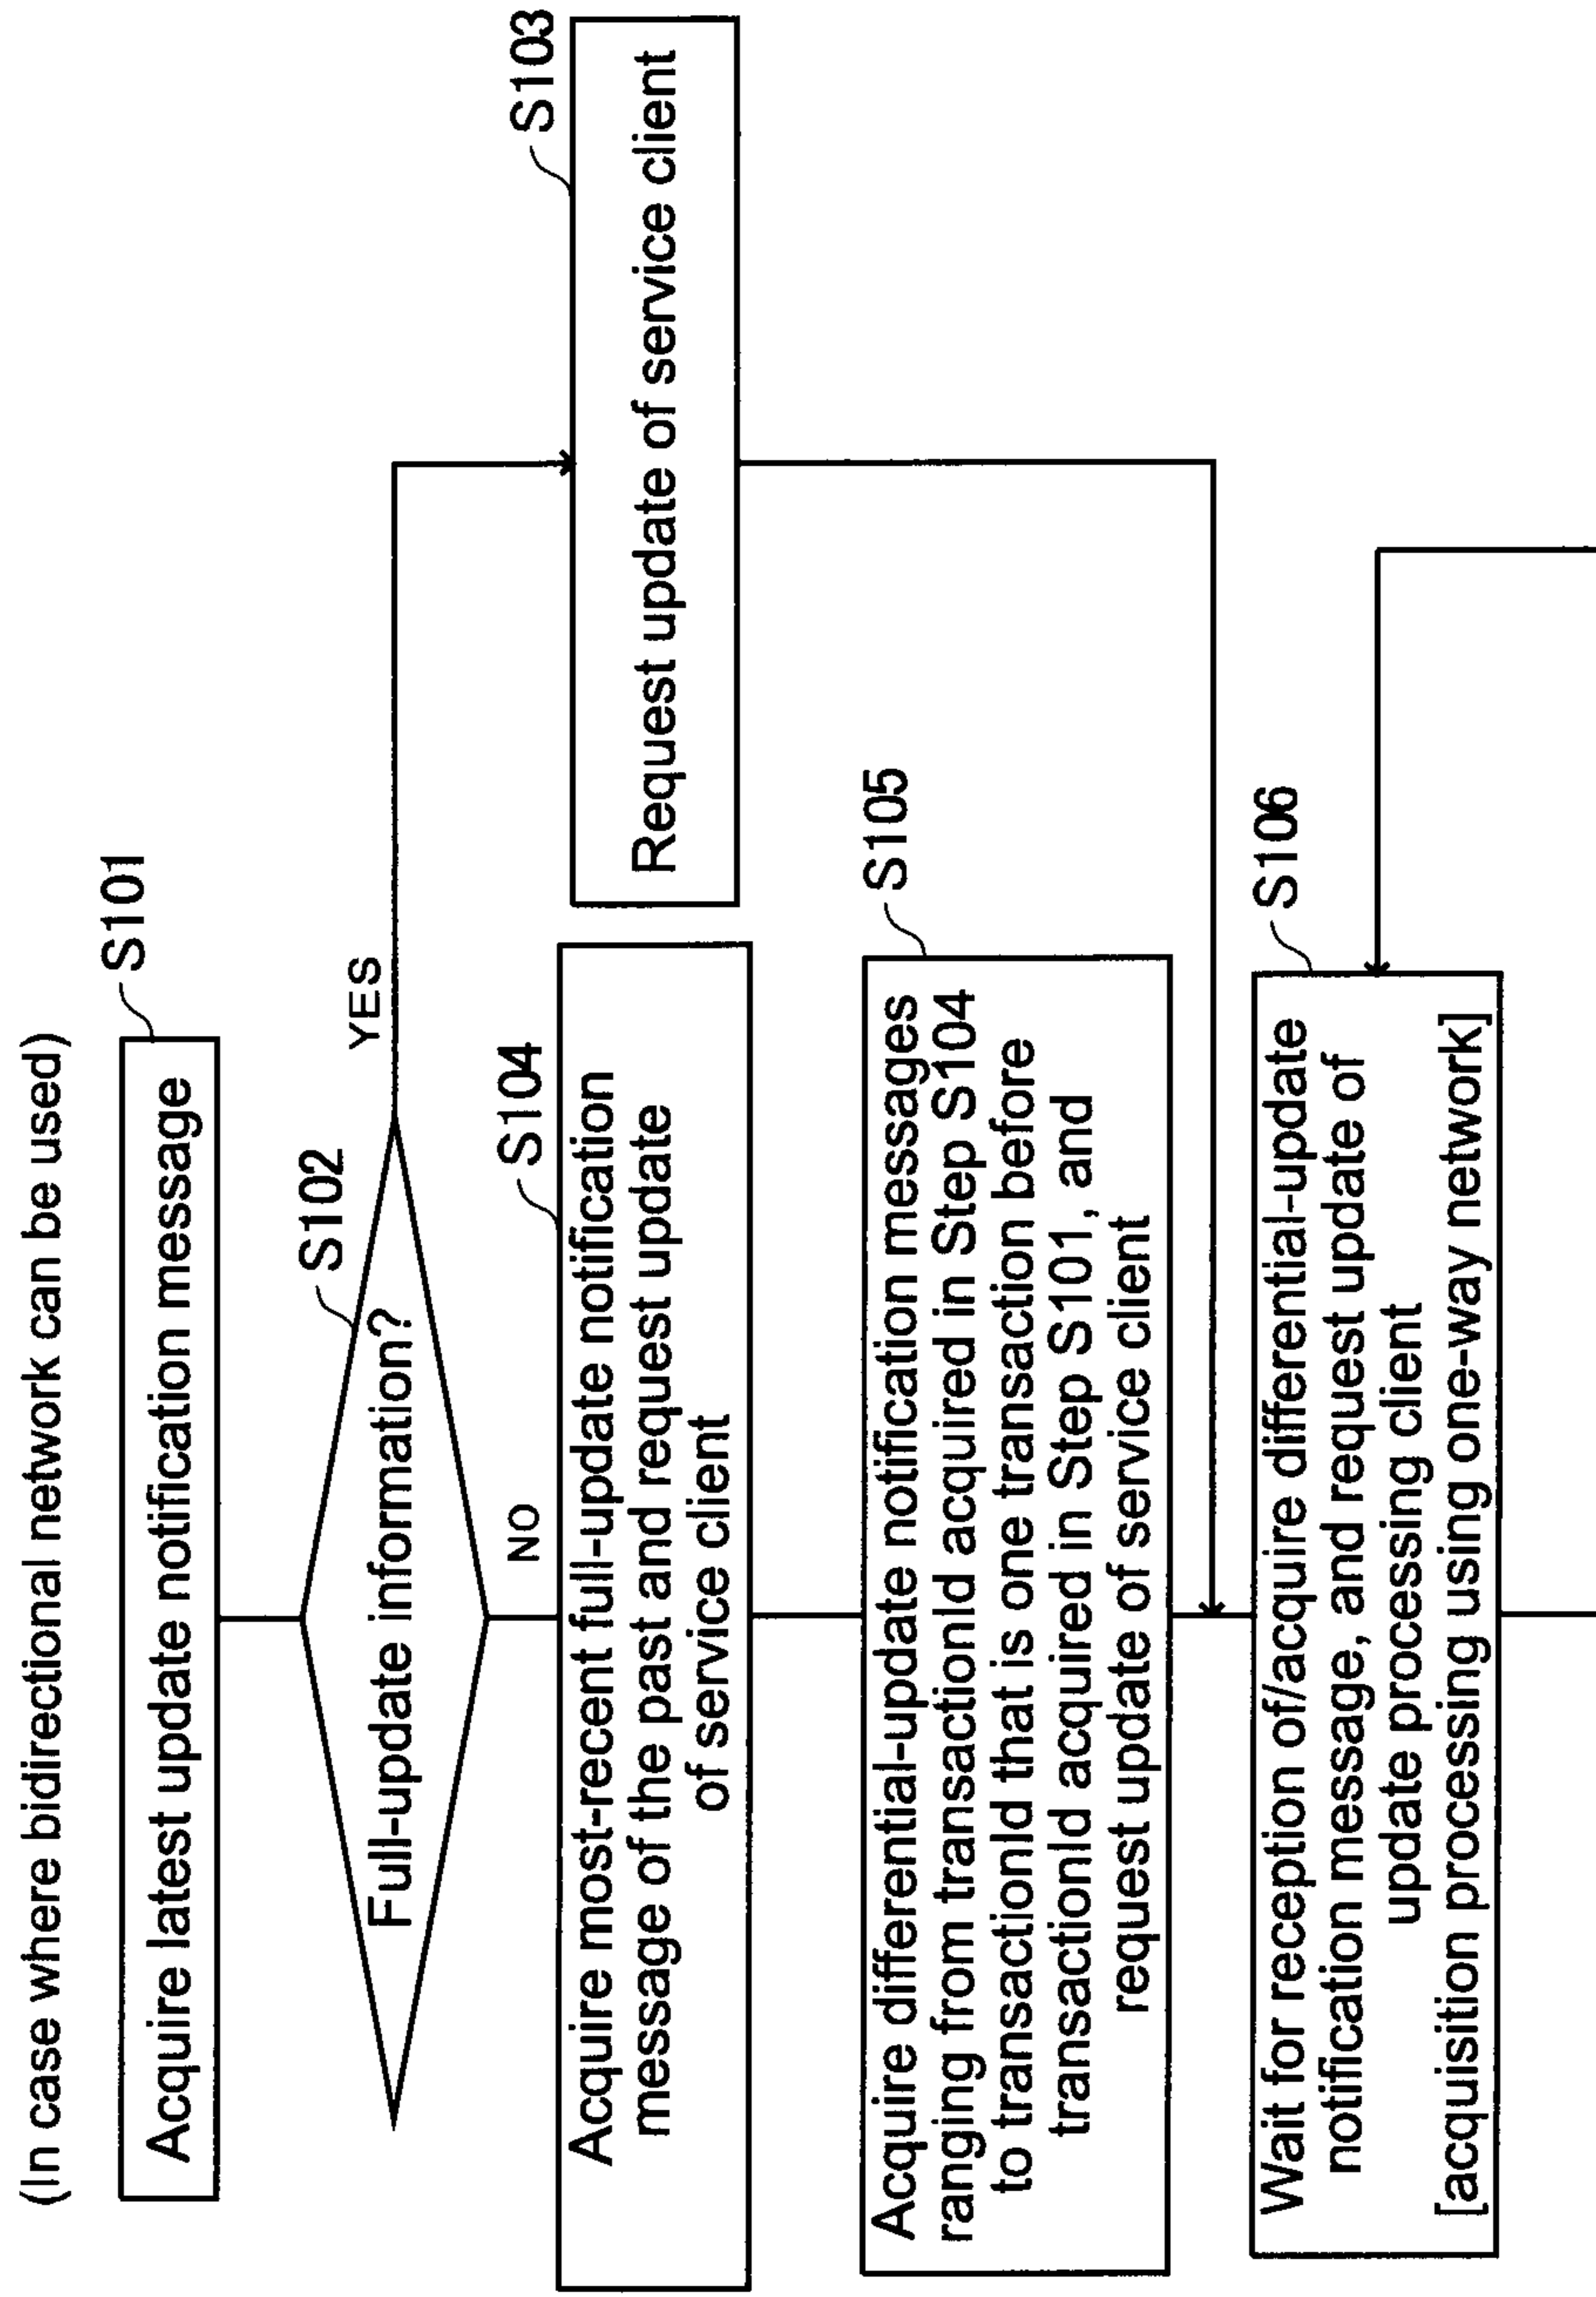 (In case where bidirectional network can be used)
S101
Acquire latest update notification message
S102
Full-update information?
YES
NO
S103
Request update of service client
S104
Acquire most-recent full-update notification
message of the past and request update
of service client
S105
Acquire differential-update notification messages
ranging from transactionId acquired in Step S104
to transactionId that is one transaction before
transactionId acquired in Step S101, and
request update of service client
S106
Wait for reception of/acquire differential-update
notification message, and request update of
update processing client
[acquisition processing using one-way network]